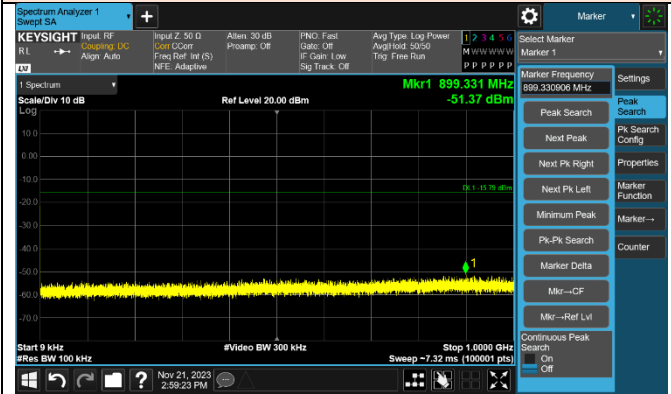 Spectrum Analyzer 1
Swept SA
Marker
KEYSIGHT
RL
LXI
Input: RF
Coupling: DC
Align: Auto
Input Z: 50 Ω
Corr CCorr
Freq Ref: Int (S)
NFE: Adaptive
Atten: 30 dB
Preamp: Off
PNO: Fast
Gate: Off
IF Gain: Low
Sig Track: Off
Avg Type: Log-Power
Avg|Hold: 50/50
Trig: Free Run
1 2 3 4 5 6
M W W W W W
P P P P P P
Select Marker
Marker 1
1 Spectrum
Scale/Div 10 dB
Log
Ref Level 20.00 dBm
Mkr1 899.331 MHz
-51.37 dBm
10.0
0.00
-10.0
-20.0
-30.0
-40.0
-50.0
-60.0
-70.0
DL1 -15.79 dBm
1
Start 9 kHz
#Res BW 100 kHz
#Video BW 300 kHz
Stop 1.0000 GHz
Sweep ~7.32 ms (100001 pts)
Marker Frequency
899.330906 MHz
Peak Search
Next Peak
Next Pk Right
Next Pk Left
Minimum Peak
Pk-Pk Search
Marker Delta
Mkr→CF
Mkr→Ref Lvl
Continuous Peak
Search
On
Off
Settings
Peak
Search
Pk Search
Config
Properties
Marker
Function
Marker→
Counter
?
Nov 21, 2023
2:59:23 PM